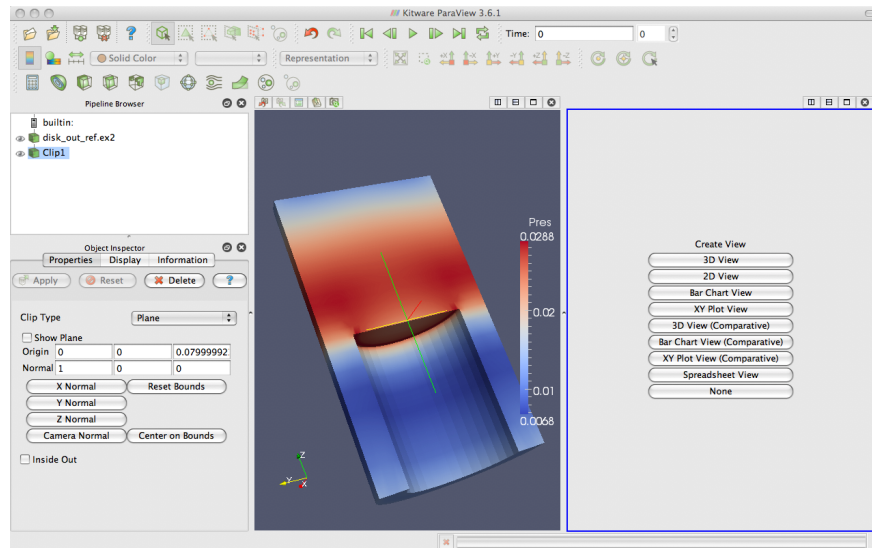 Kitware ParaView 3.6.1
? Time: 0 0
Solid Color Representation +X -X +Y -Y +Z -Z
Pipeline Browser
builtin:
disk_out_ref.ex2
Clip1
Object Inspector
Properties Display Information
Apply Reset Delete ?
Clip Type Plane
Show Plane
Origin 0 0 0.07999992
Normal 1 0 0
X Normal Reset Bounds
Y Normal
Z Normal
Camera Normal Center on Bounds
Inside Out
Pres
0.0288
0.02
0.01
0.0068
Z
Y
X
Create View
3D View
2D View
Bar Chart View
XY Plot View
3D View (Comparative)
Bar Chart View (Comparative)
XY Plot View (Comparative)
Spreadsheet View
None